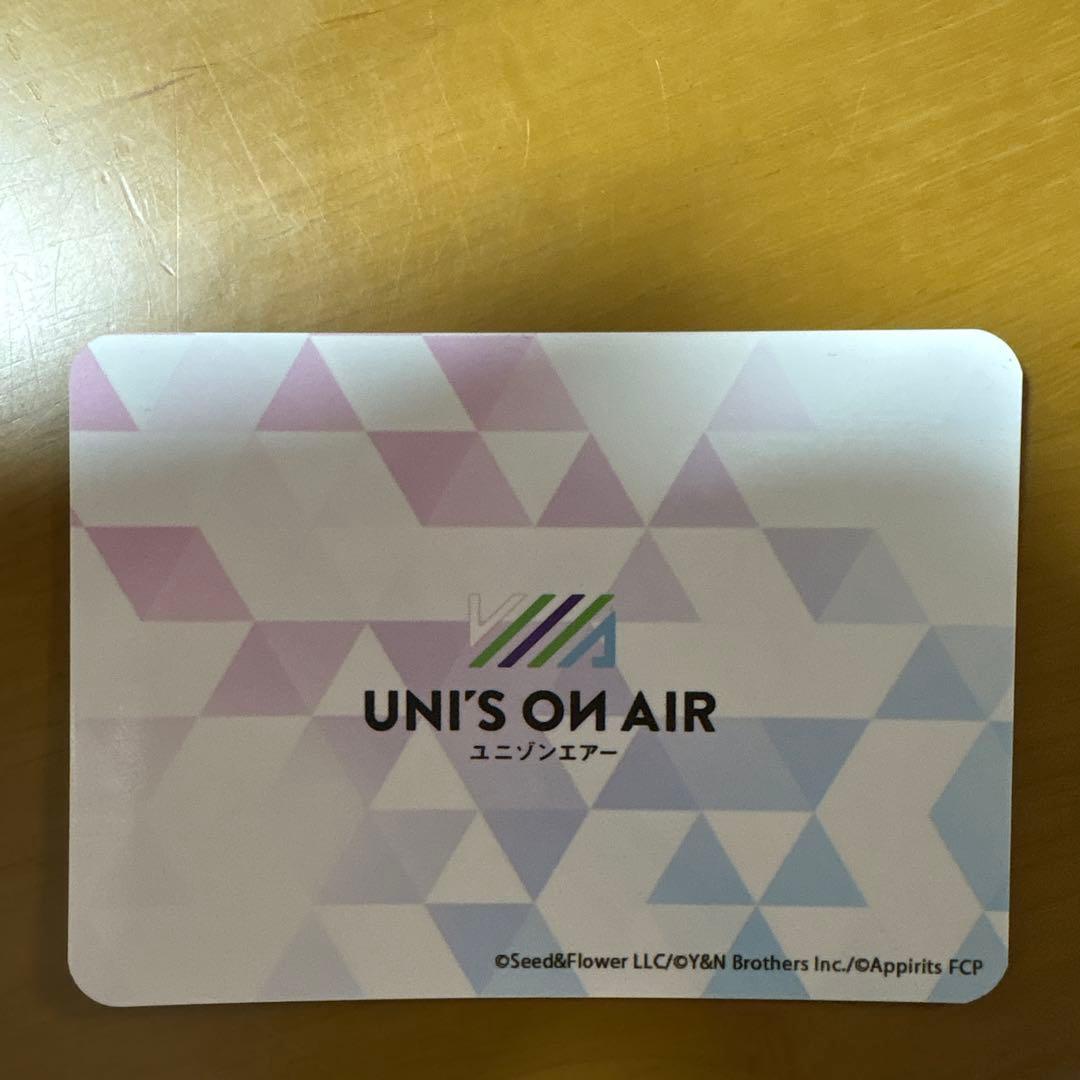 UNI'S ON AIR
ユニゾンエアー
©Seed&Flower LLC/©Y&N Brothers Inc./©Appirits FCP